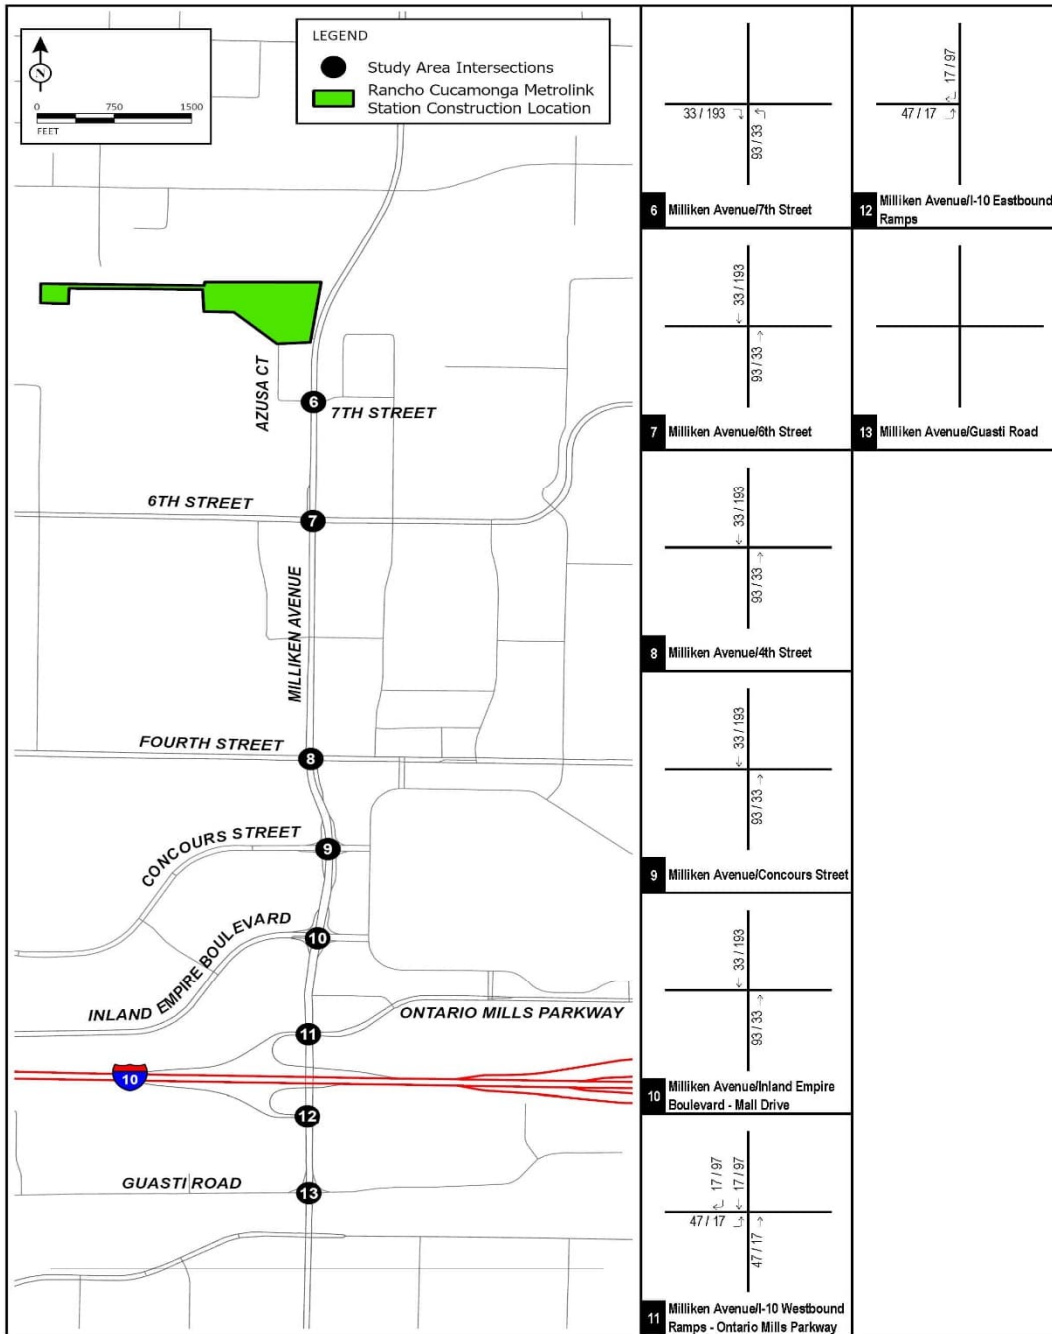 N
0 750 1500
FEET
LEGEND
Study Area Intersections
Rancho Cucamonga Metrolink
Station Construction Location
AZUSA CT
6
7TH STREET
6TH STREET
7
MILLIKEN AVENUE
FOURTH STREET
8
CONCOURS STREET
9
INLAND EMPIRE BOULEVARD
10
ONTARIO MILLS PARKWAY
11
10
12
GUASTI ROAD
13
33 / 193
93 / 33
6 Milliken Avenue/7th Street
33 / 193
93 / 33
7 Milliken Avenue/6th Street
33 / 193
93 / 33
8 Milliken Avenue/4th Street
33 / 193
93 / 33
9 Milliken Avenue/Concours Street
33 / 193
93 / 33
10 Milliken Avenue/Inland Empire
Boulevard - Mall Drive
17 / 97
17 / 97
47 / 17
47 / 17
11 Milliken Avenue/I-10 Westbound
Ramps - Ontario Mills Parkway
17 / 97
47 / 17
12 Milliken Avenue/I-10 Eastbound
Ramps
13 Milliken Avenue/Guasti Road